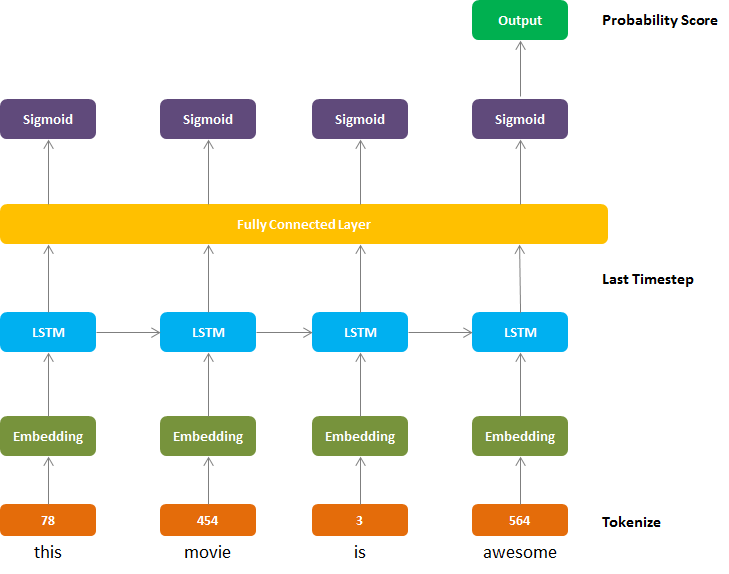 Output Probability Score
Sigmoid Sigmoid Sigmoid Sigmoid
Fully Connected Layer
Last Timestep
LSTM LSTM LSTM LSTM
Embedding Embedding Embedding Embedding
78 454 3 564 Tokenize
this movie is awesome